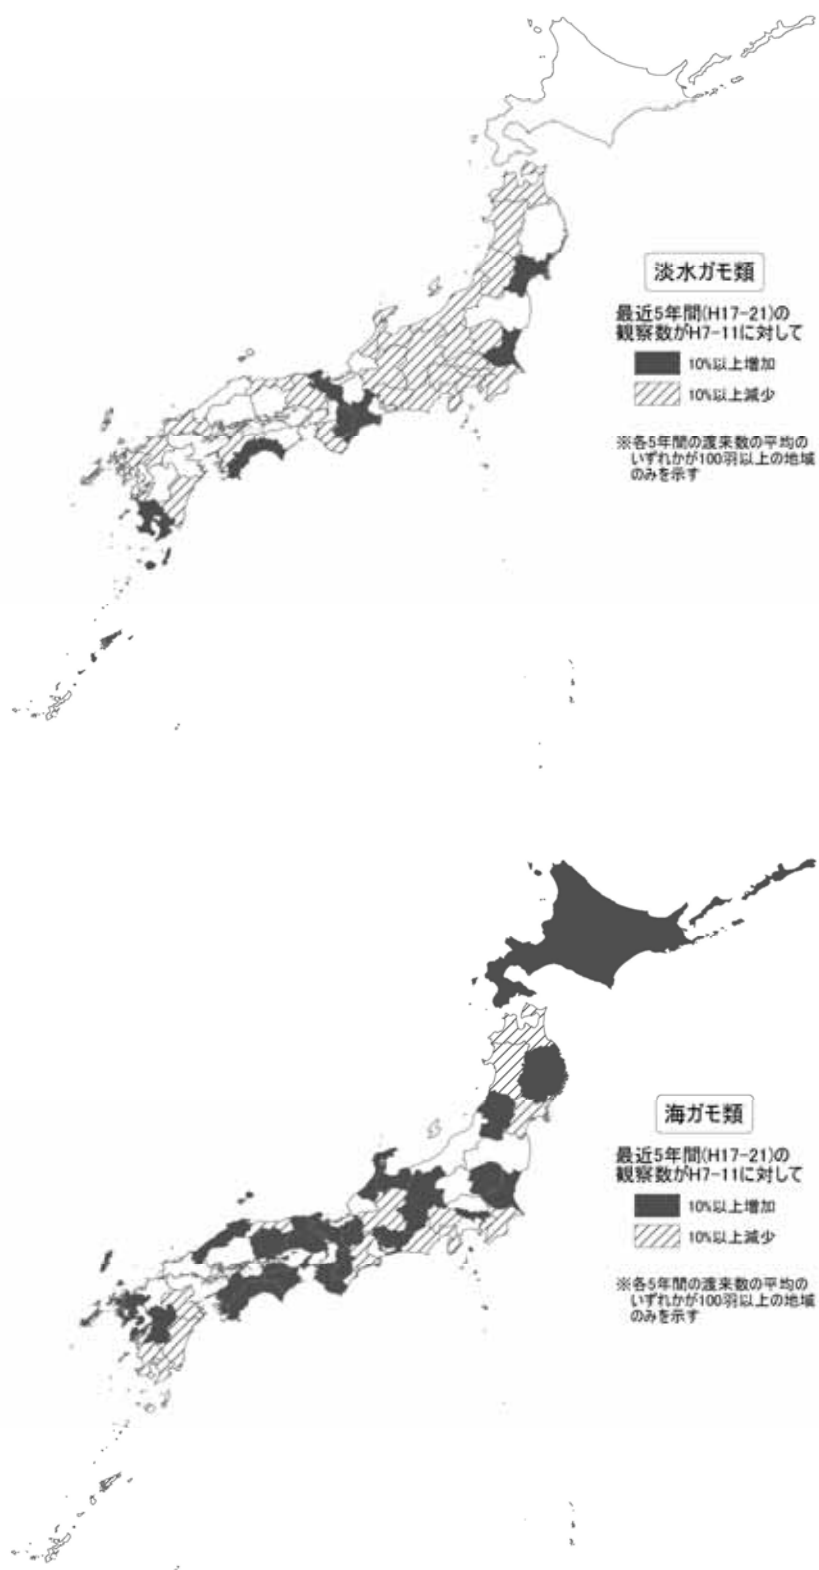 淡水ガモ類
最近5年間(H17-21)の
観察数がH7-11に対して
10%以上増加
10%以上減少
※各5年間の渡来数の平均の
いずれかが100羽以上の地域
のみを示す
海ガモ類
最近5年間(H17-21)の
観察数がH7-11に対して
10%以上増加
10%以上減少
※各5年間の渡来数の平均の
いずれかが100羽以上の地域
のみを示す